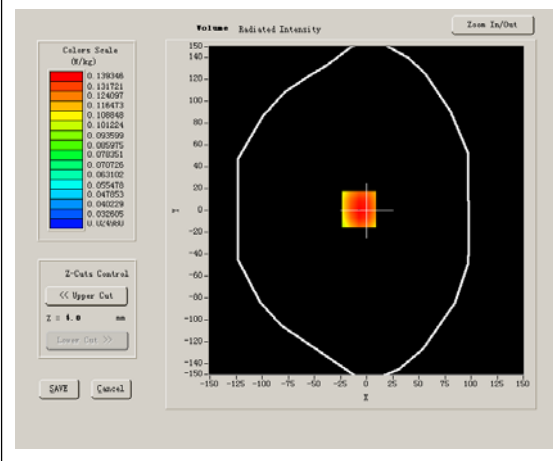 Volume Radiated Intensity
Zoom In/Out
Colors Scale
(W/kg)
0.139346
0.131721
0.124097
0.116473
0.108848
0.101224
0.093599
0.085975
0.078351
0.070726
0.063102
0.055478
0.047853
0.040229
0.032605
0.024980
150
140
120
100
80
60
40
20
0
-20
-40
-60
-80
-100
-120
-140
-150
Y
-150 -125 -100 -75 -50 -25 0 25 50 75 100 125 150
X
Z-Cuts Control
<< Upper Cut
Z = 4.0 mm
Lower Cut >>
SAVE
Cancel